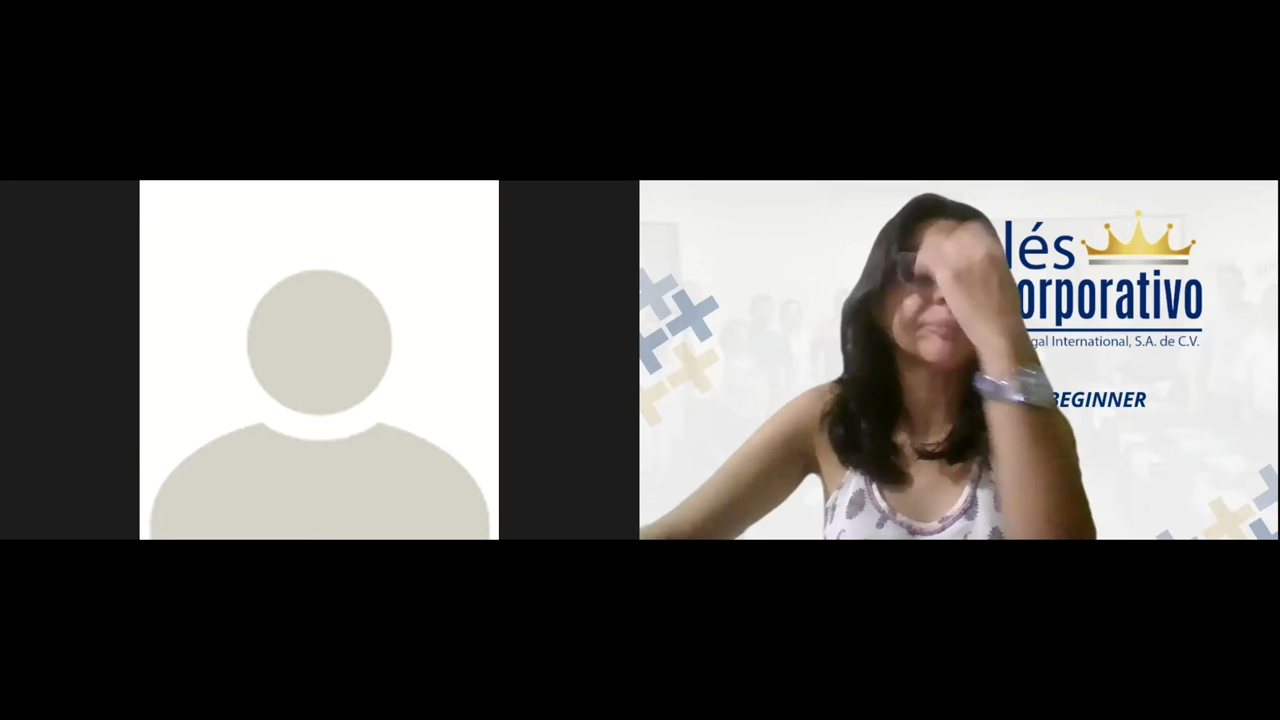 lés
orporativo
gal International, S.A. de C.V.
BEGINNER